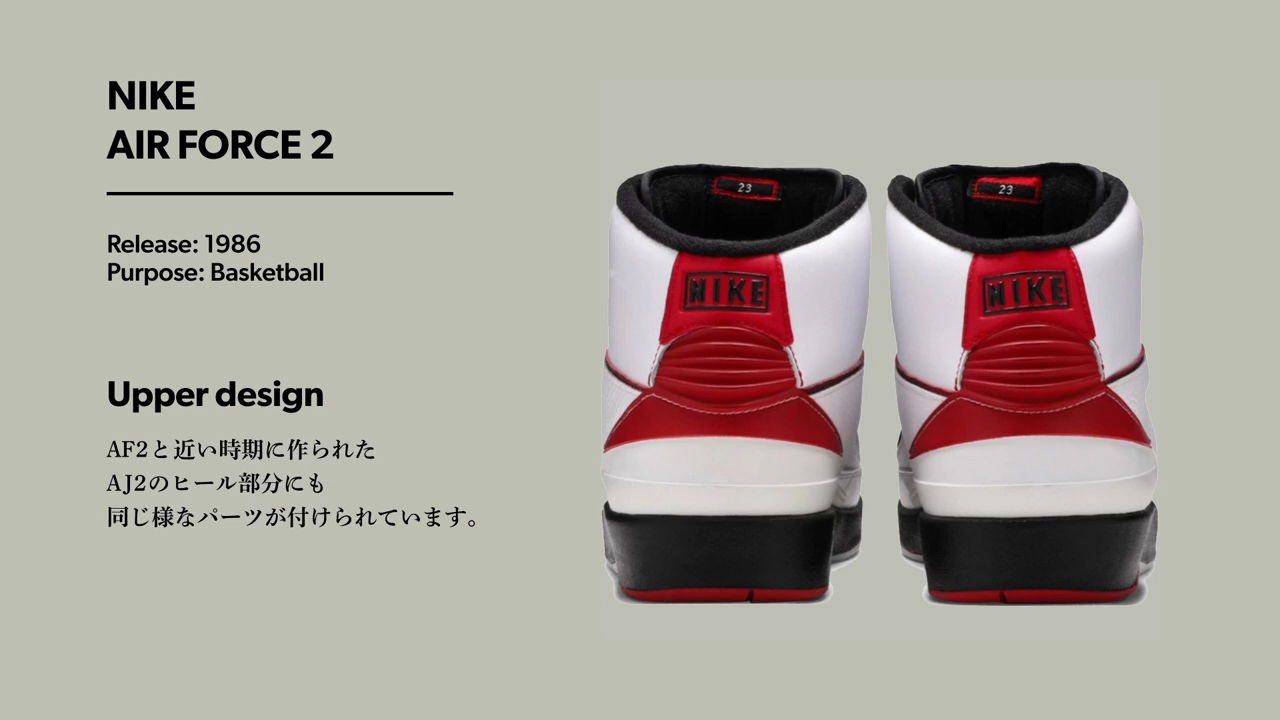 NIKE
AIR FORCE 2
Release: 1986
Purpose: Basketball
Upper design
AF2と近い時期に作られた
AJ2のヒール部分にも
同じ様なパーツが付けられています。
23
23
NIKE
NIKE